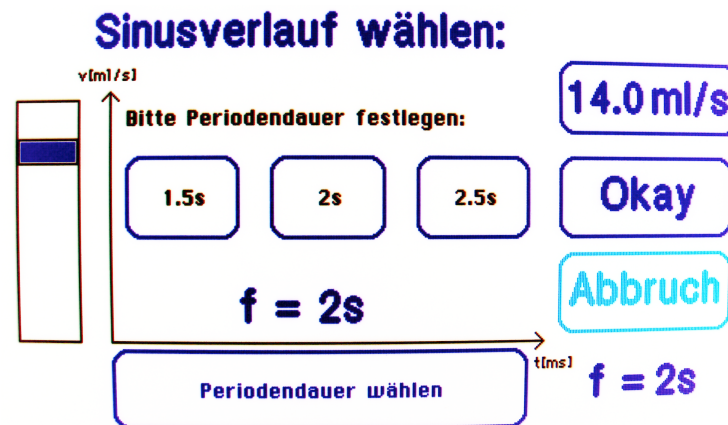 Sinusverlauf wählen:
v[ml/s]
14.0 ml/s
Bitte Periodendauer festlegen:
1.5s
2s
2.5s
Okay
Abbruch
f = 2s
t[ms]
Periodendauer wählen
f = 2s